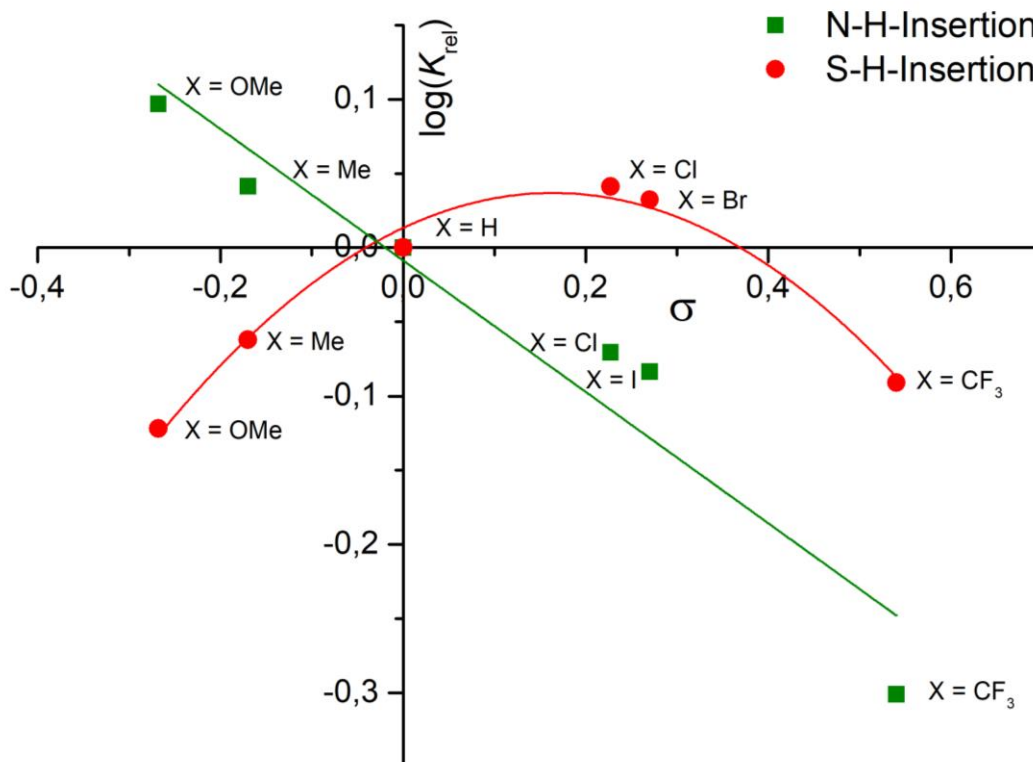 N-H-Insertion
S-H-Insertion
log(K_rel)
X = OMe
0,1
X = Me
X = Cl
X = Br
X = H
0,0
-0,4
-0,2
0,0
0,2
0,4
0,6
σ
X = Me
X = Cl
X = I
X = CF₃
-0,1
X = OMe
-0,2
-0,3
X = CF₃